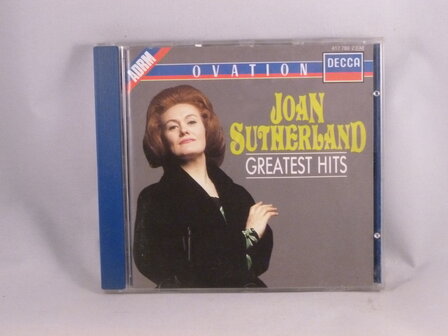 ADRM
OVATION
DECCA
JOAN
SUTHERLAND
GREATEST HITS